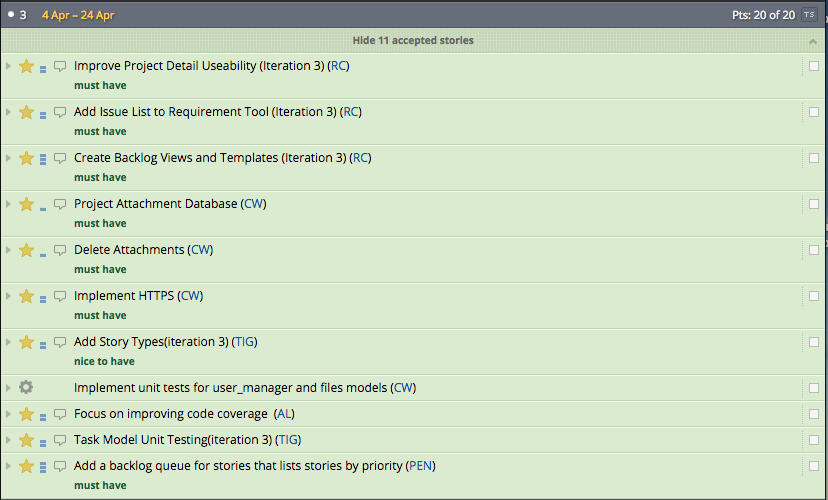 3 4 Apr – 24 Apr Pts: 20 of 20 TS
Hide 11 accepted stories
Improve Project Detail Useability (Iteration 3) (RC)
must have
Add Issue List to Requirement Tool (Iteration 3) (RC)
must have
Create Backlog Views and Templates (Iteration 3) (RC)
must have
Project Attachment Database (CW)
must have
Delete Attachments (CW)
must have
Implement HTTPS (CW)
must have
Add Story Types(iteration 3) (TIG)
nice to have
Implement unit tests for user_manager and files models (CW)
Focus on improving code coverage (AL)
Task Model Unit Testing(iteration 3) (TIG)
Add a backlog queue for stories that lists stories by priority (PEN)
must have